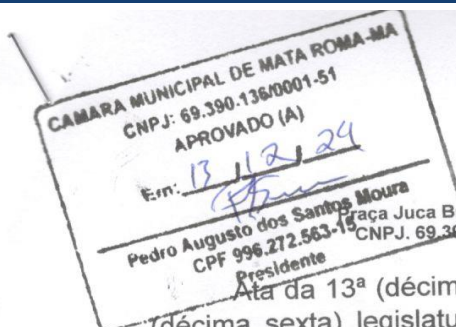 CAMARA MUNICIPAL DE MATA ROMA-MA
CNPJ: 69.390.136/0001-51
APROVADO (A)
Em: 13 / 12 / 24
Pedro Augusto dos Santos Moura
CPF 996.272.563-15
Presidente
Praça Juca B
CNPJ. 69.3
Ata da 13ª (décim
(décima sexta) legislatu